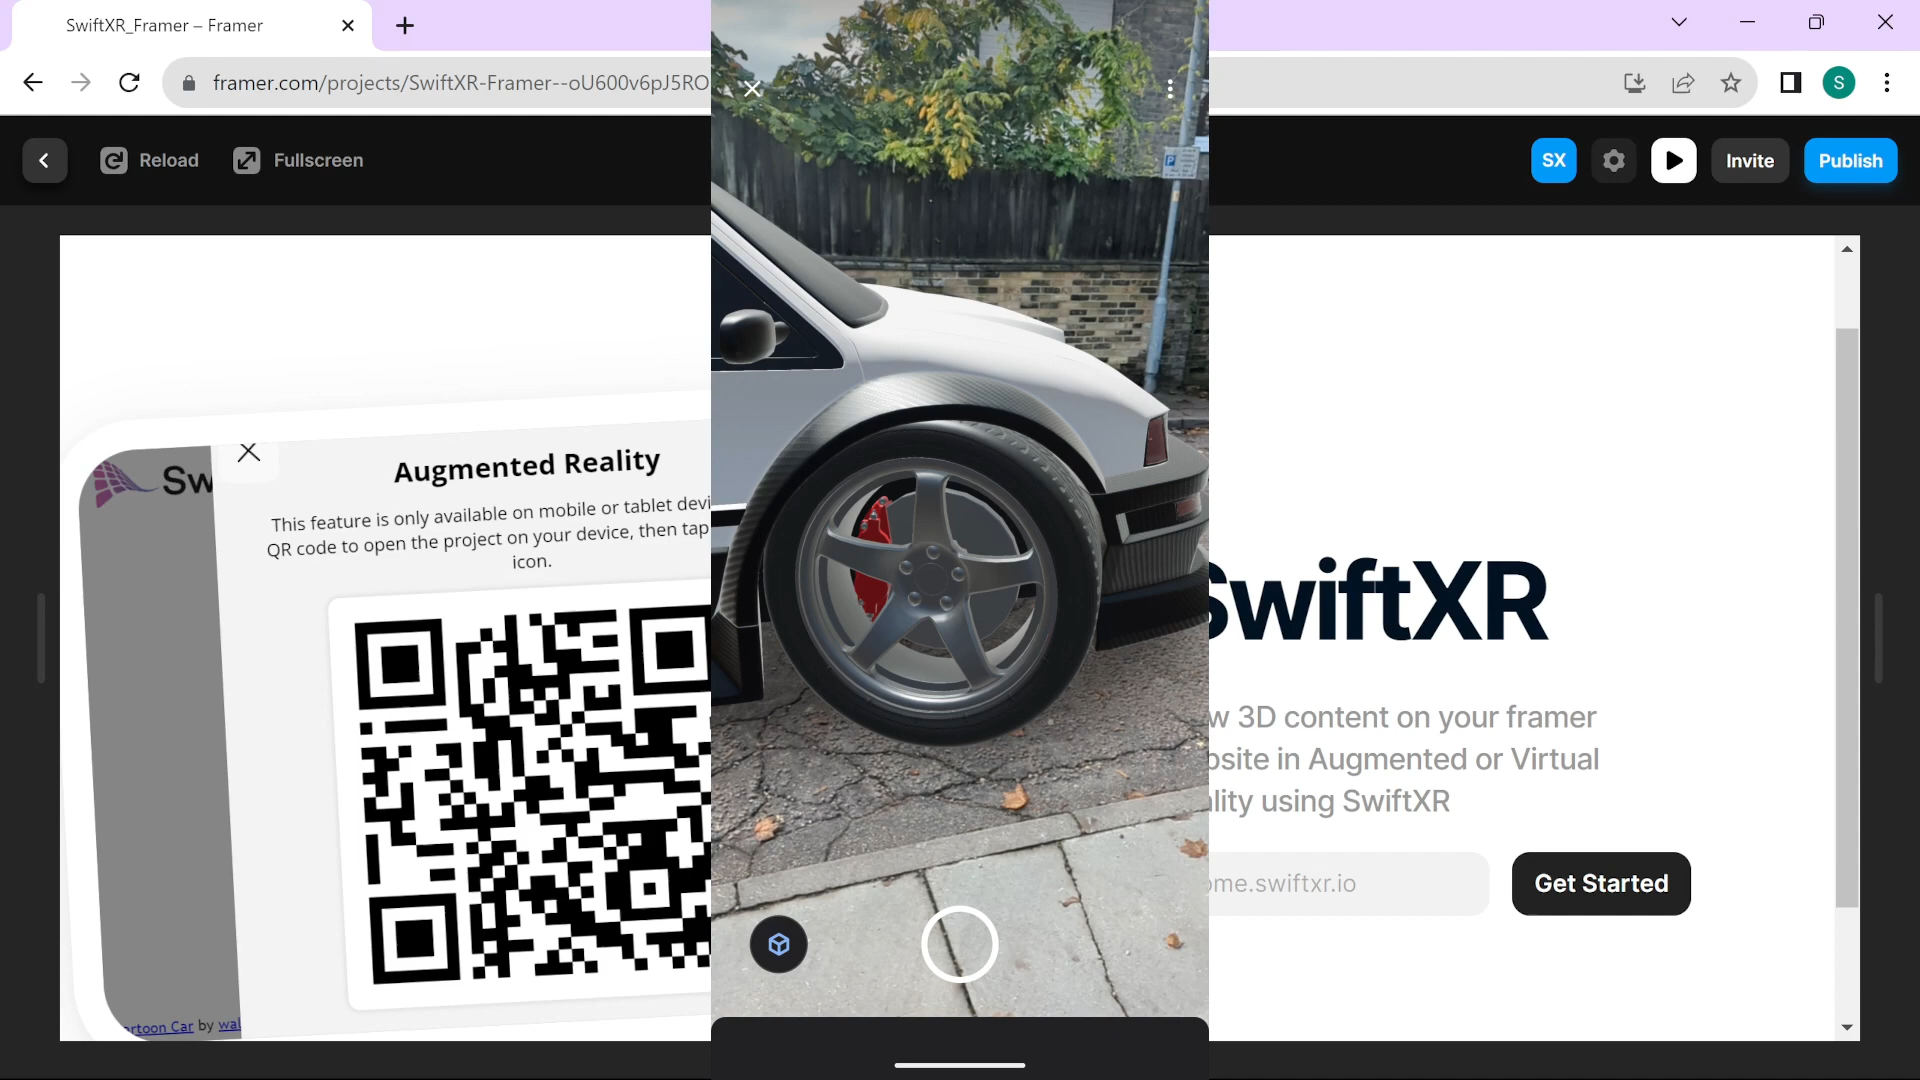 SwiftXR_Framer – Framer
framer.com/projects/SwiftXR-Framer--oU600v6pJ5RO
S
Reload
Fullscreen
SX
Invite
Publish
P
Sw
Augmented Reality
This feature is only available on mobile or tablet devi
QR code to open the project on your device, then tap
icon.
rtoon Car by wal
SwiftXR
w 3D content on your framer
bsite in Augmented or Virtual
lity using SwiftXR
ome.swiftxr.io
Get Started